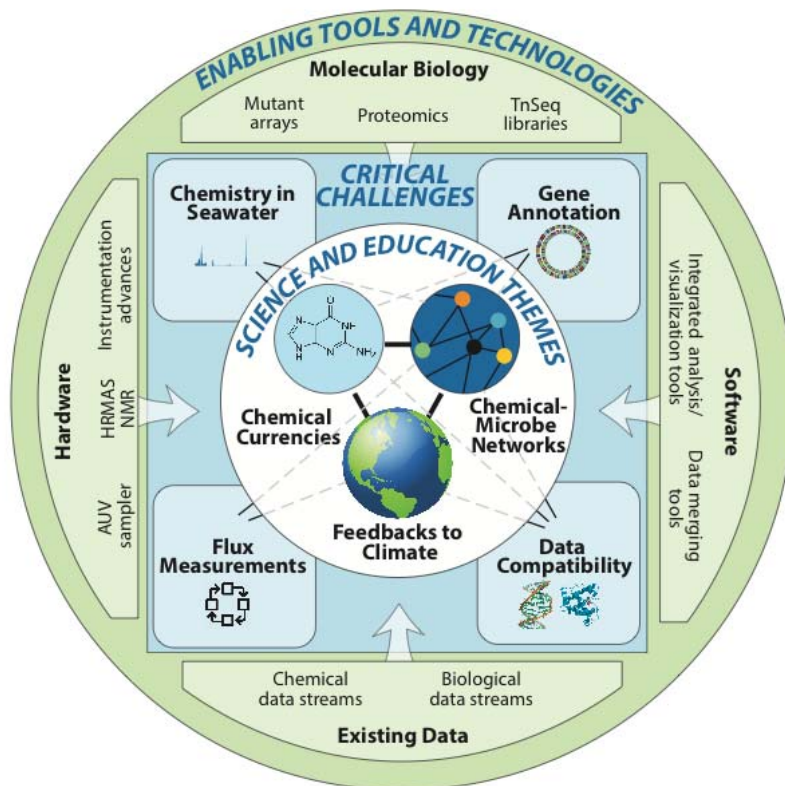 ENABLING TOOLS AND TECHNOLOGIES
Molecular Biology
Mutant
arrays
Proteomics
TnSeq
libraries
CRITICAL
CHALLENGES
Chemistry in
Seawater
Gene
Annotation
SCIENCE AND EDUCATION THEMES
O
N
NH
N
H
N
NH₂
Chemical
Currencies
Chemical-
Microbe
Networks
Feedbacks to
Climate
Flux
Measurements
Data
Compatibility
Hardware
Instrumentation
advances
HRMAS
NMR
AUV
sampler
Software
Integrated analysis/
visualization tools
Data merging
tools
Chemical
data streams
Biological
data streams
Existing Data